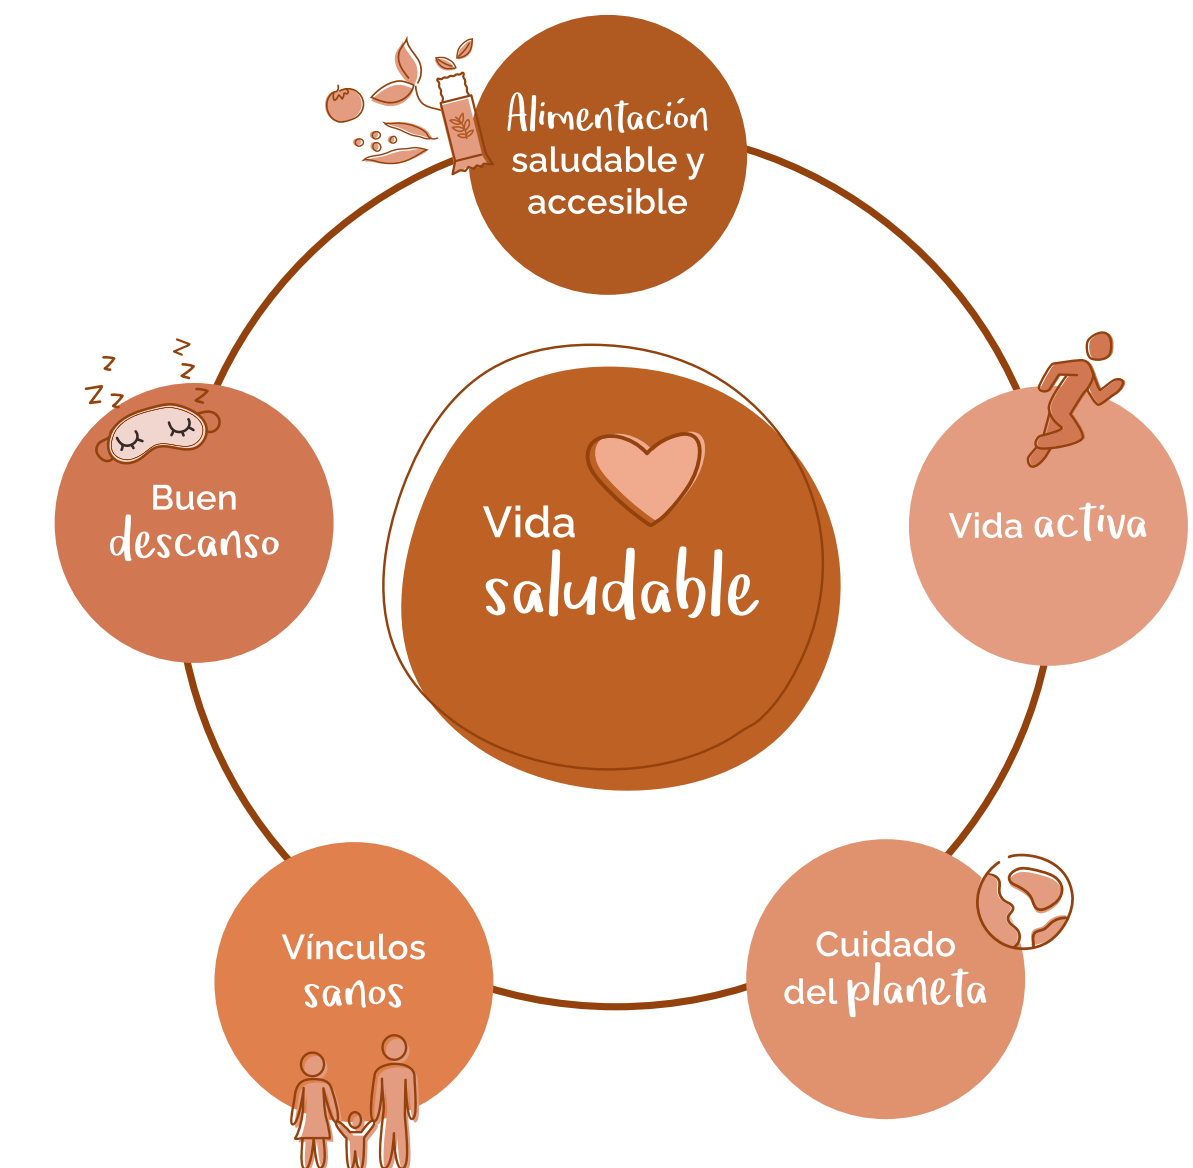 Alimentación
saludable y
accesible
Vida activa
Cuidado
del planeta
Vínculos
sanos
Buen
descanso
Vida
saludable
z
z
z
z
z
z